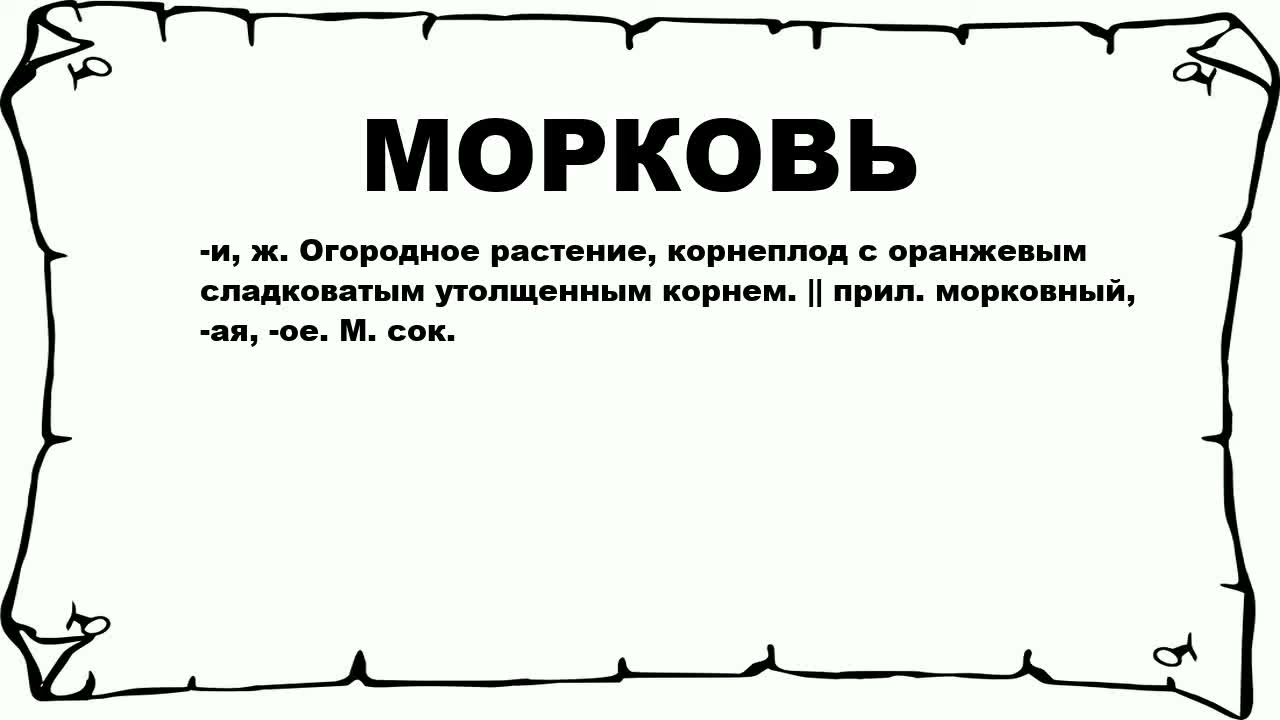 МОРКОВЬ
-и, ж. Огородное растение, корнеплод с оранжевым
сладковатым утолщенным корнем. || прил. морковный,
-ая, -ое. М. сок.